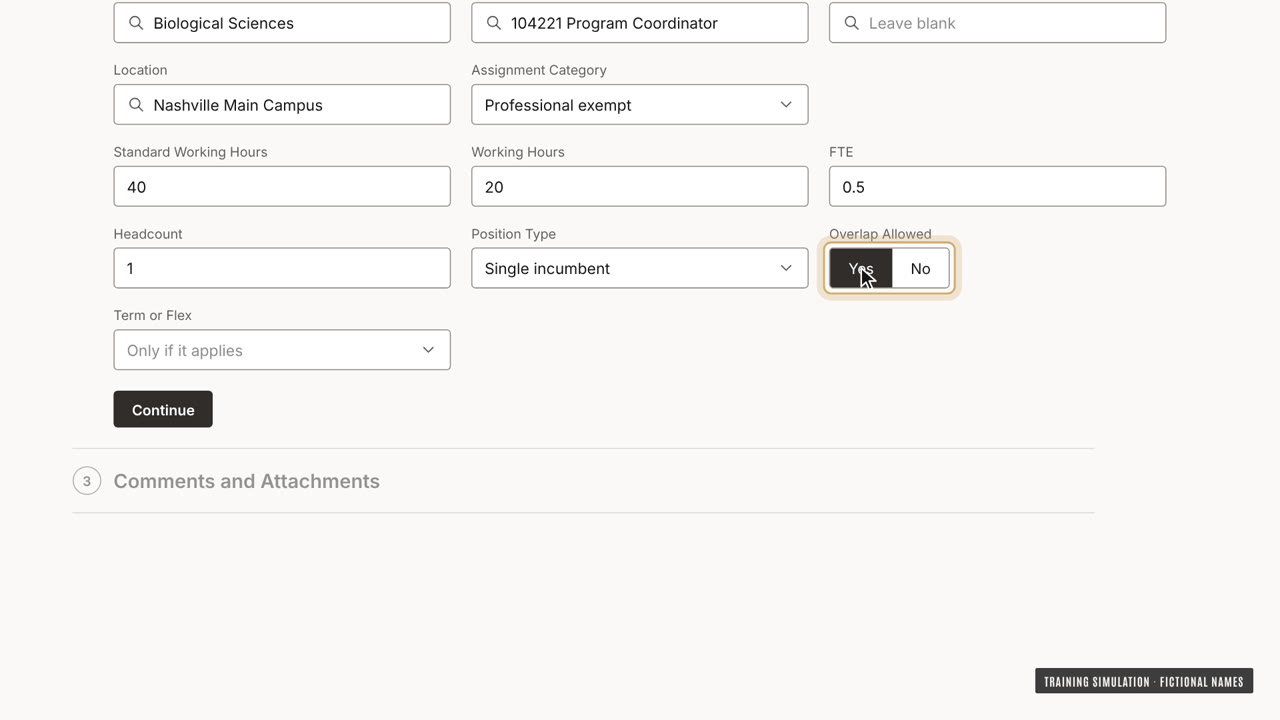 Biological Sciences
104221 Program Coordinator
Leave blank
Location
Assignment Category
Nashville Main Campus
Professional exempt
Standard Working Hours
Working Hours
FTE
40
20
0.5
Headcount
Position Type
Overlap Allowed
1
Single incumbent
Yes
No
Term or Flex
Only if it applies
Continue
3 Comments and Attachments
TRAINING SIMULATION · FICTIONAL NAMES